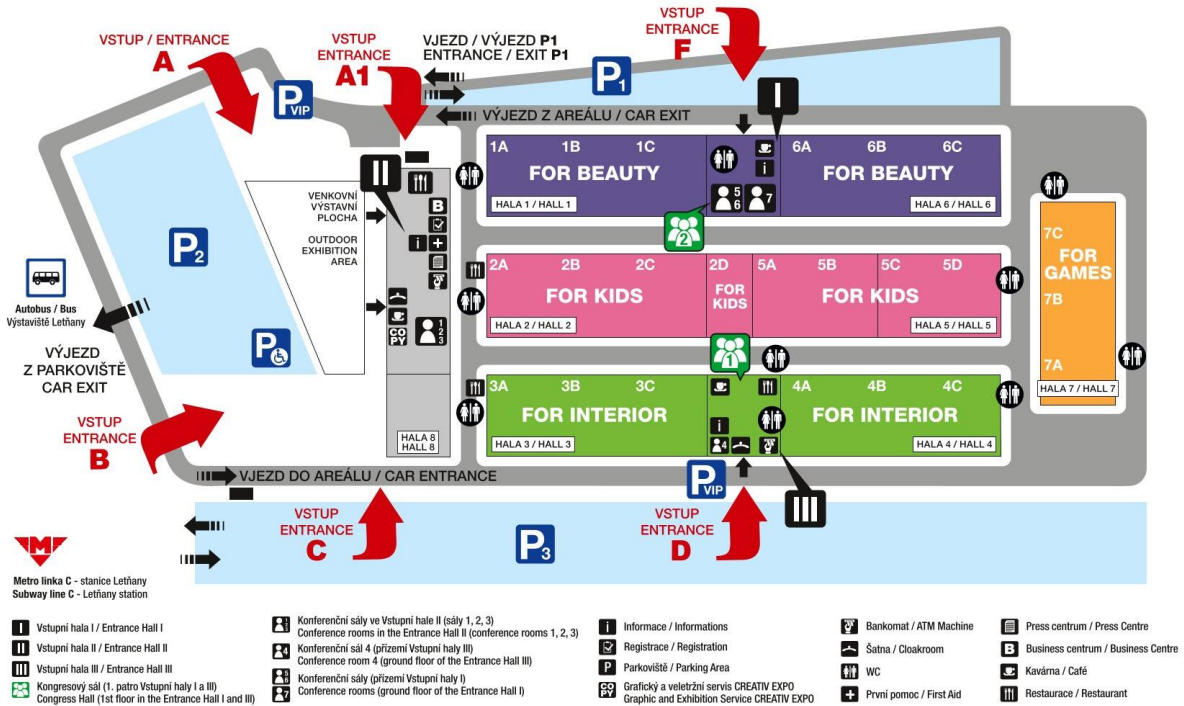 VSTUP / ENTRANCE
A
VSTUP
ENTRANCE
A1
VJEZD / VÝJEZD P1
ENTRANCE / EXIT P1
VSTUP
ENTRANCE
F
P1
PVIP
I
VÝJEZD Z AREÁLU / CAR EXIT
II
1A 1B 1C
FOR BEAUTY
HALA 1 / HALL 1
i
5
6
7
2
6A 6B 6C
FOR BEAUTY
HALA 6 / HALL 6
VENKOVNÍ
VÝSTAVNÍ
PLOCHA
OUTDOOR
EXHIBITION
AREA
B
i
COPY
1
2
3
P2
P
Autobus / Bus
Výstaviště Letňany
VÝJEZD
Z PARKOVIŠTĚ
CAR EXIT
2A 2B 2C 2D 5A 5B 5C 5D
FOR KIDS
FOR
KIDS
FOR KIDS
HALA 2 / HALL 2
HALA 5 / HALL 5
7C
FOR
GAMES
7B
7A
HALA 7 / HALL 7
1
3A 3B 3C
FOR INTERIOR
HALA 3 / HALL 3
i
4
4A 4B 4C
FOR INTERIOR
HALA 4 / HALL 4
HALA 8
HALL 8
VSTUP
ENTRANCE
B
VJEZD DO AREÁLU / CAR ENTRANCE
PVIP
III
VSTUP
ENTRANCE
C
P3
VSTUP
ENTRANCE
D
M
Metro linka C - stanice Letňany
Subway line C - Letňany station
I Vstupní hala I / Entrance Hall I
II Vstupní hala II / Entrance Hall II
III Vstupní hala III / Entrance Hall III
Kongresový sál (1. patro Vstupní haly I a III)
Congress Hall (1st floor in the Entrance Hall I and III)
1 2 3 Konferenční sály ve Vstupní hale II (sály 1, 2, 3)
Conference rooms in the Entrance Hall II (conference rooms 1, 2, 3)
4 Konferenční sál 4 (přízemí Vstupní haly III)
Conference room 4 (ground floor of the Entrance Hall III)
5 6 Konferenční sály (přízemí Vstupní haly I)
7 Conference rooms (ground floor of the Entrance Hall I)
i Informace / Informations
Registrace / Registration
P Parkoviště / Parking Area
COPY Grafický a veletržní servis CREATIV EXPO
Graphic and Exhibition Service CREATIV EXPO
Bankomat / ATM Machine
Šatna / Cloakroom
WC
První pomoc / First Aid
Press centrum / Press Centre
B Business centrum / Business Centre
Kavárna / Café
Restaurace / Restaurant